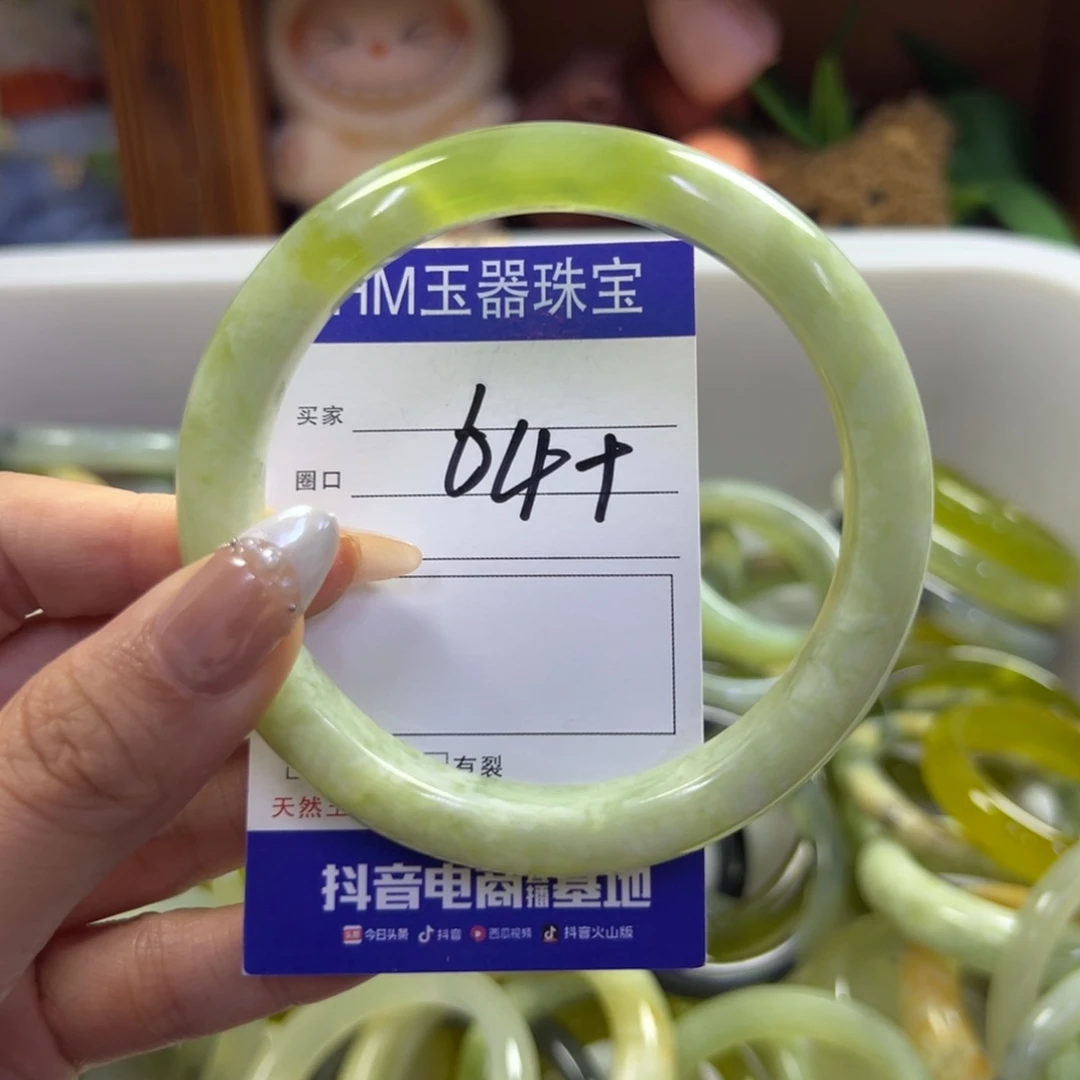 HM玉器珠宝
买家
64+
圈口
有裂
天然
抖音电商直播基地
今日头条 抖音 西瓜视频 抖音火山版